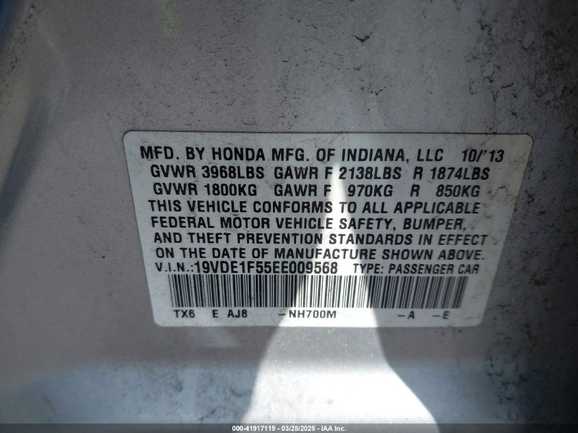 MFD. BY HONDA MFG. OF INDIANA, LLC 10/'13
GVWR 3968LBS GAWR F 2138LBS R 1874LBS
GVWR 1800KG GAWR F 970KG R 850KG
THIS VEHICLE CONFORMS TO ALL APPLICABLE
FEDERAL MOTOR VEHICLE SAFETY, BUMPER,
AND THEFT PREVENTION STANDARDS IN EFFECT
ON THE DATE OF MANUFACTURE SHOWN ABOVE.
V.I.N.:19VDE1F55EE009568 TYPE: PASSENGER CAR
TX6 E AJ8 -NH700M -A -E
000-41917119 | 03/25/2025 | IAA, Inc.